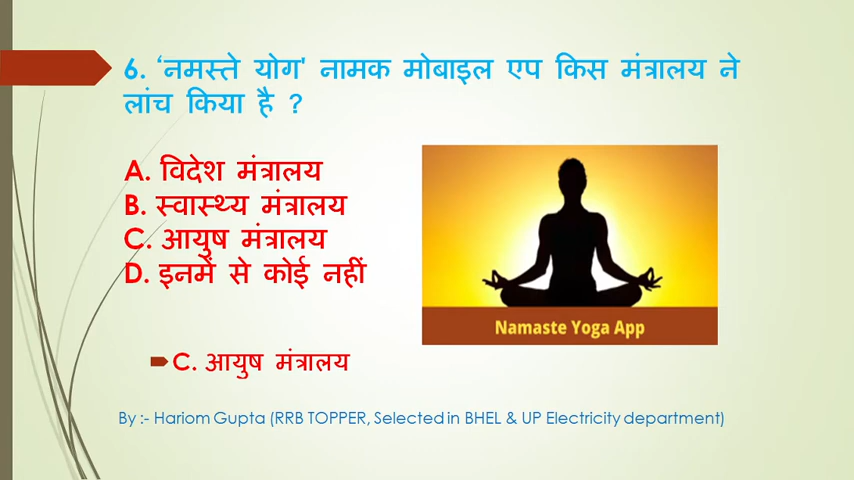 6. ‘नमस्ते योग' नामक मोबाइल एप किस मंत्रालय ने
लांच किया है ?
A. विदेश मंत्रालय
B. स्वास्थ्य मंत्रालय
C. आयुष मंत्रालय
D. इनमें से कोई नहीं
Namaste Yoga App
C. आयुष मंत्रालय
By :- Hariom Gupta (RRB TOPPER, Selected in BHEL & UP Electricity department)